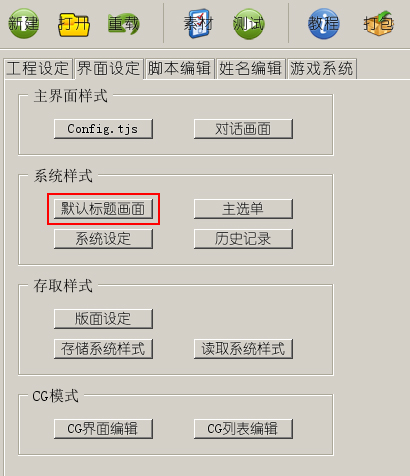 新建 打开 重载 素材 测试 教程 打包
工程设定 界面设定 脚本编辑 姓名编辑 游戏系统
主界面样式
Config.tjs 对话画面
系统样式
默认标题画面 主选单
系统设定 历史记录
存取样式
版面设定
存储系统样式 读取系统样式
CG模式
CG界面编辑 CG列表编辑